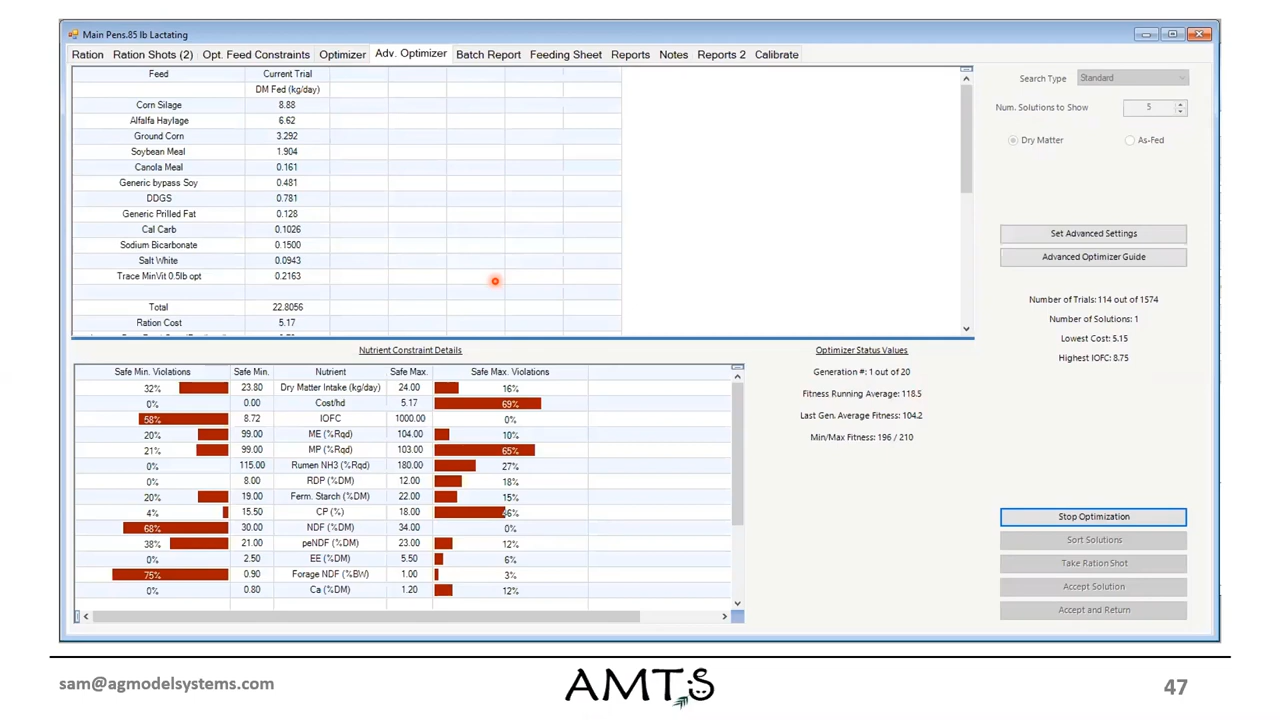 Main Pens.85 lb Lactating
Ration Ration Shots (2) Opt. Feed Constraints Optimizer Adv. Optimizer Batch Report Feeding Sheet Reports Notes Reports 2 Calibrate
Feed Current Trial
DM Fed (kg/day)
Corn Silage 8.88
Alfalfa Haylage 6.62
Ground Corn 3.292
Soybean Meal 1.904
Canola Meal 0.161
Generic bypass Soy 0.481
DDGS 0.781
Generic Prilled Fat 0.128
Cal Carb 0.1026
Sodium Bicarbonate 0.1500
Salt White 0.0943
Trace MinVit 0.5lb opt 0.2163
Total 22.8056
Ration Cost 5.17
Search Type Standard
Num. Solutions to Show 5
Dry Matter As-Fed
Set Advanced Settings
Advanced Optimizer Guide
Number of Trials: 114 out of 1574
Number of Solutions: 1
Lowest Cost: 5.15
Highest IOFC: 8.75
Nutrient Constraint Details
Safe Min. Violations Safe Min. Nutrient Safe Max. Safe Max. Violations
32% 23.80 Dry Matter Intake (kg/day) 24.00 16%
0% 0.00 Cost/hd 5.17 69%
58% 8.72 IOFC 1000.00 0%
20% 99.00 ME (%Rqd) 104.00 10%
21% 99.00 MP (%Rqd) 103.00 65%
0% 115.00 Rumen NH3 (%Rqd) 180.00 27%
0% 8.00 RDP (%DM) 12.00 18%
20% 19.00 Ferm. Starch (%DM) 22.00 15%
4% 15.50 CP (%) 18.00 46%
68% 30.00 NDF (%DM) 34.00 0%
38% 21.00 peNDF (%DM) 23.00 12%
0% 2.50 EE (%DM) 5.50 6%
75% 0.90 Forage NDF (%BW) 1.00 3%
0% 0.80 Ca (%DM) 1.20 12%
Optimizer Status Values
Generation #: 1 out of 20
Fitness Running Average: 118.5
Last Gen. Average Fitness: 104.2
Min/Max Fitness: 196 / 210
Stop Optimization
Sort Solutions
Take Ration Shot
Accept Solution
Accept and Return
sam@agmodelsystems.com
AMTS
47